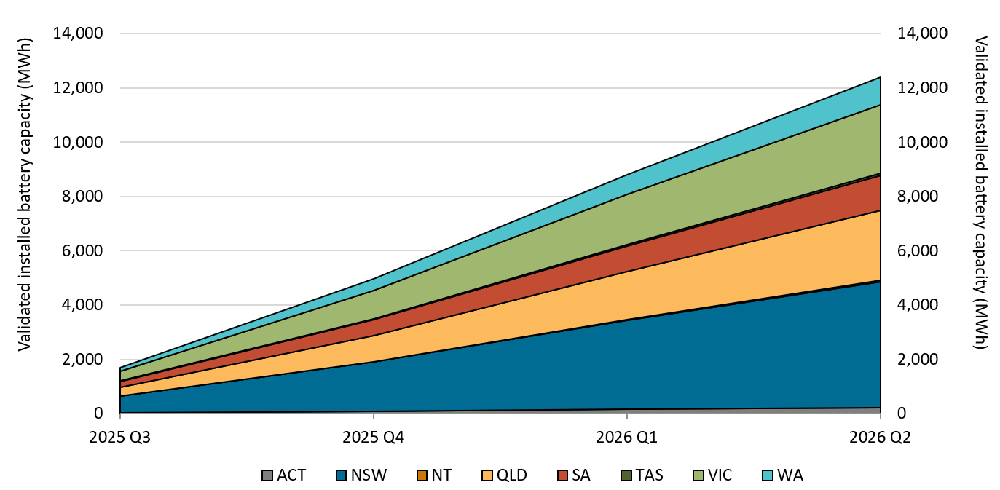 Validated installed battery capacity (MWh)
14,000
12,000
10,000
8,000
6,000
4,000
2,000
0
2025 Q3
2025 Q4
2026 Q1
2026 Q2
14,000
12,000
10,000
8,000
6,000
4,000
2,000
0
Validated installed battery capacity (MWh)
ACT NSW NT QLD SA TAS VIC WA